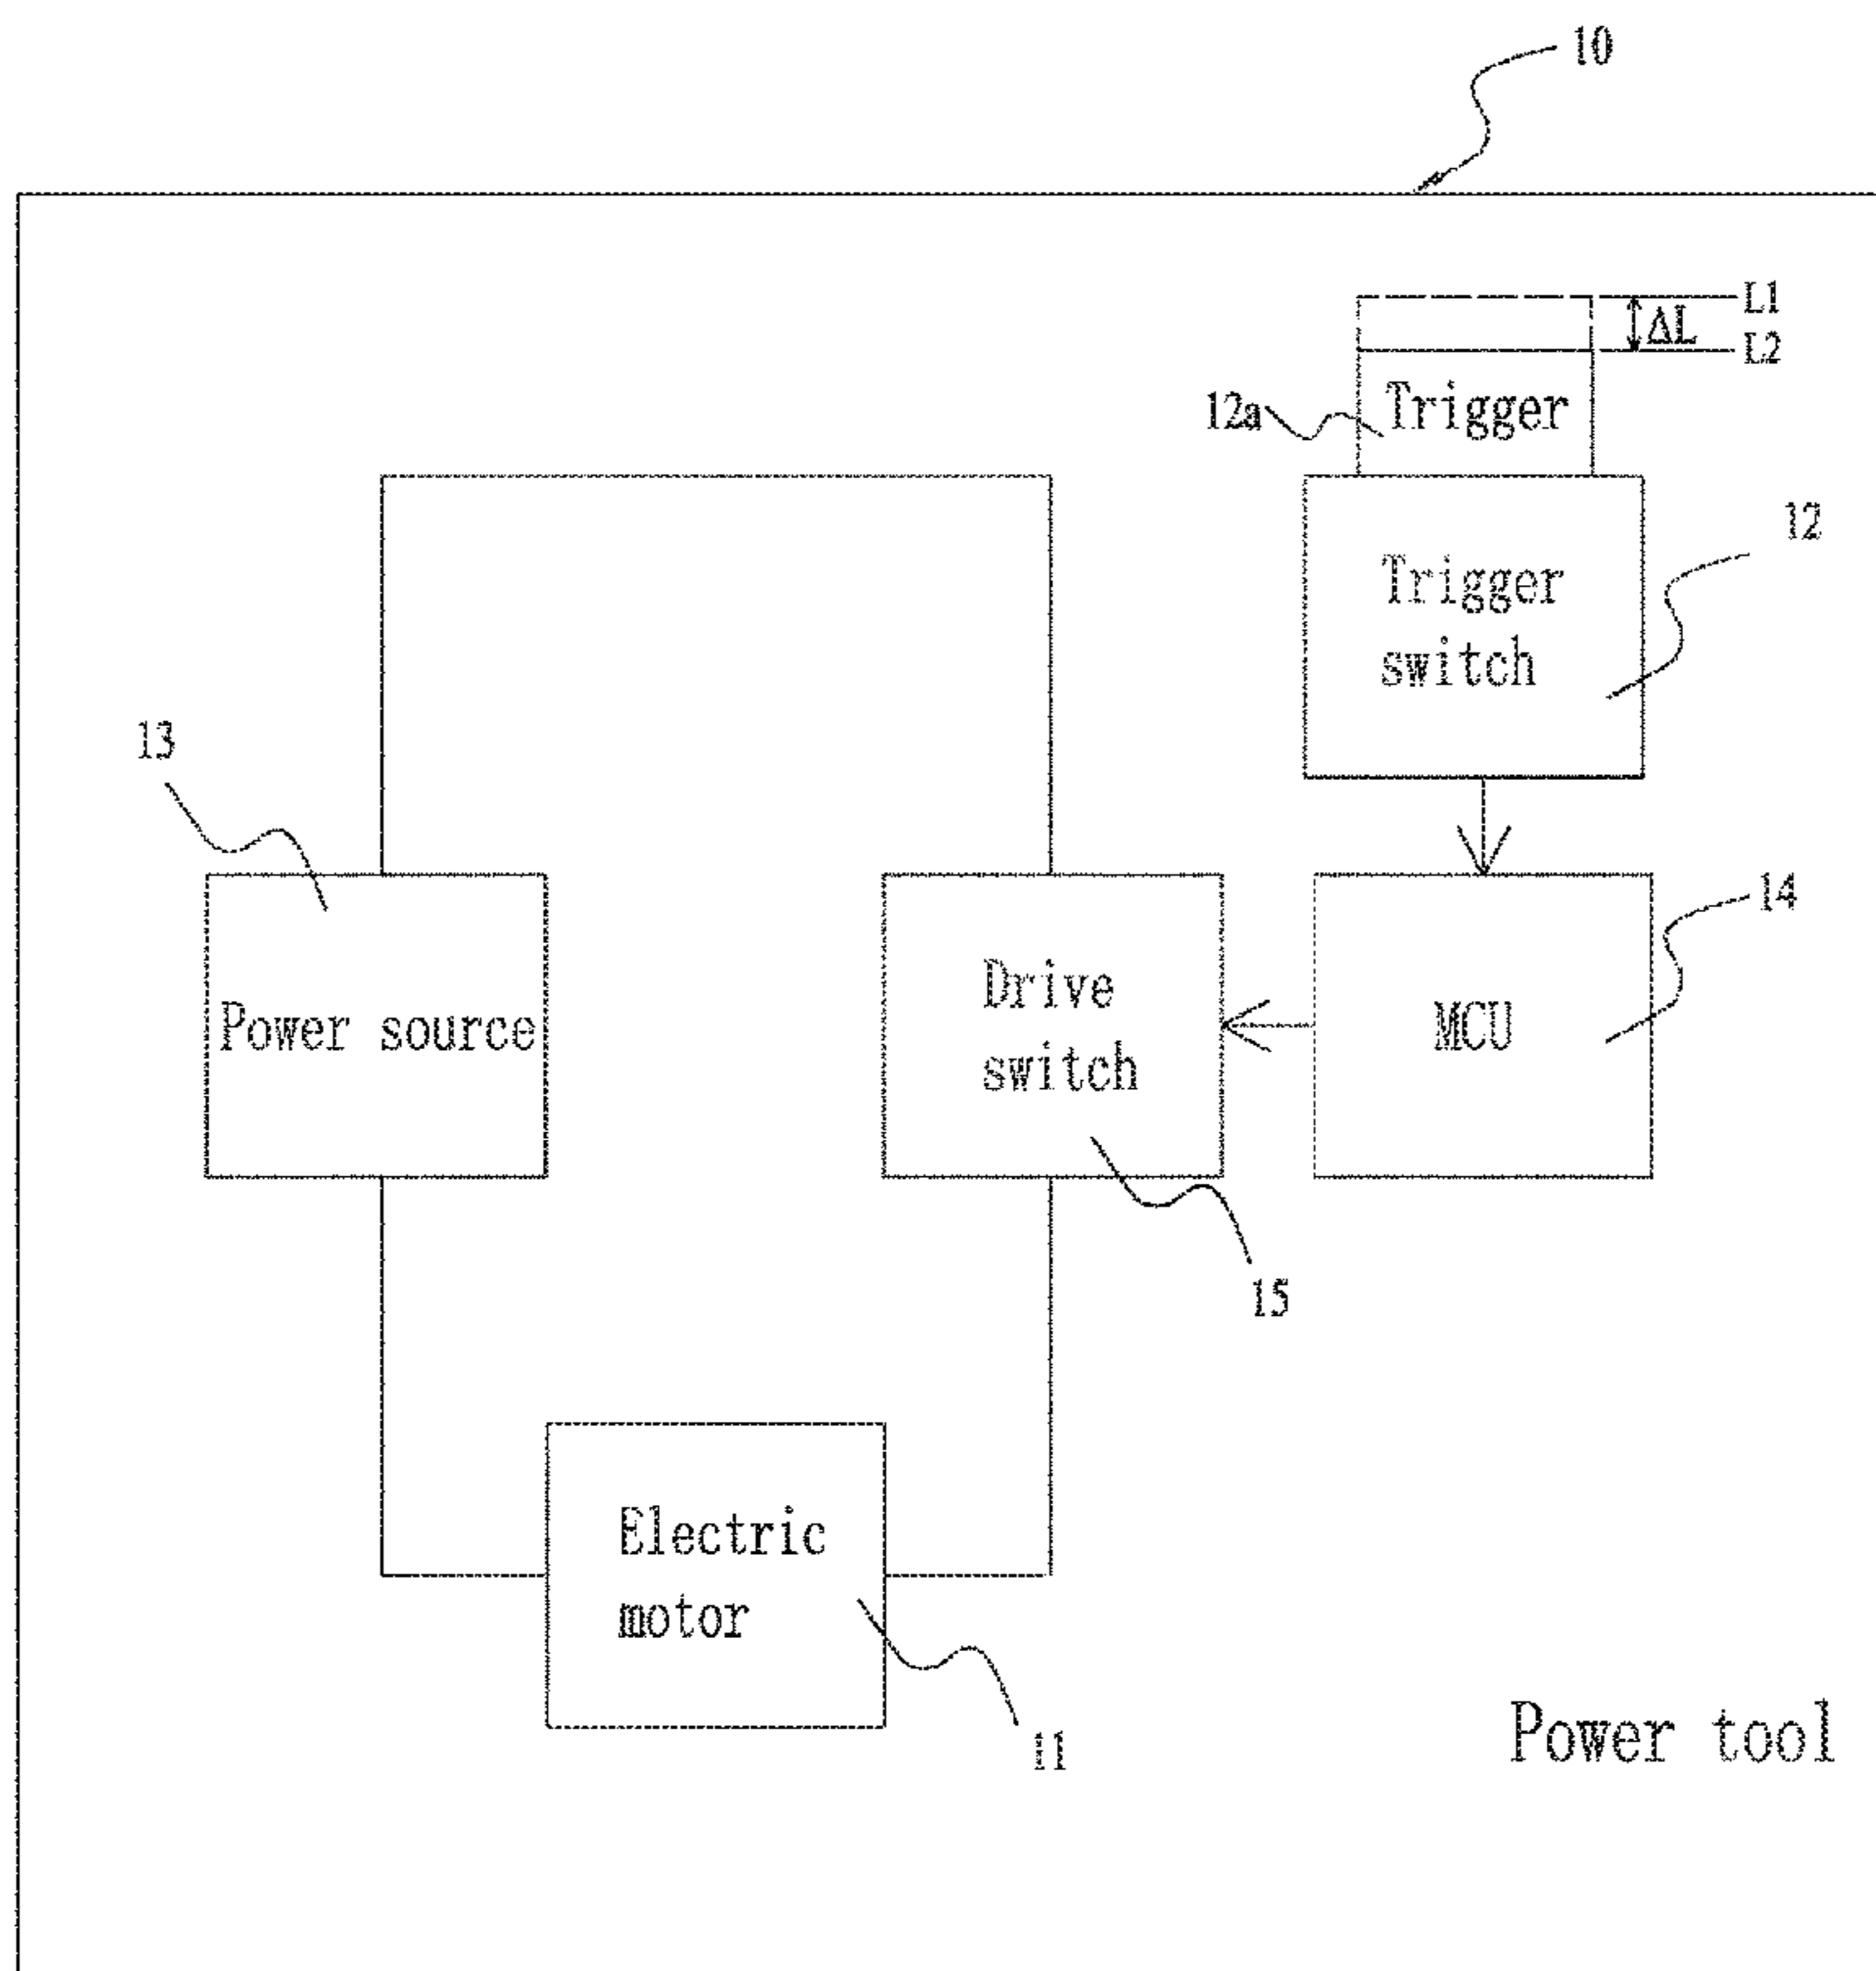 10
L1
ΔL
L2
12a
Trigger
12
Trigger
switch
13
14
Power source
Drive
switch
MCU
15
Electric
motor
11
Power tool